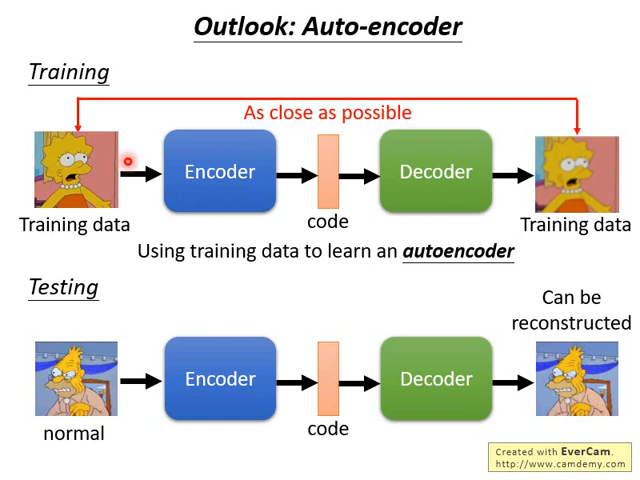 Outlook: Auto-encoder
Training
As close as possible
Encoder
Decoder
Training data
code
Training data
Using training data to learn an autoencoder
Testing
Can be
reconstructed
Encoder
Decoder
normal
code
Created with EverCam.
http://www.camdemy.com